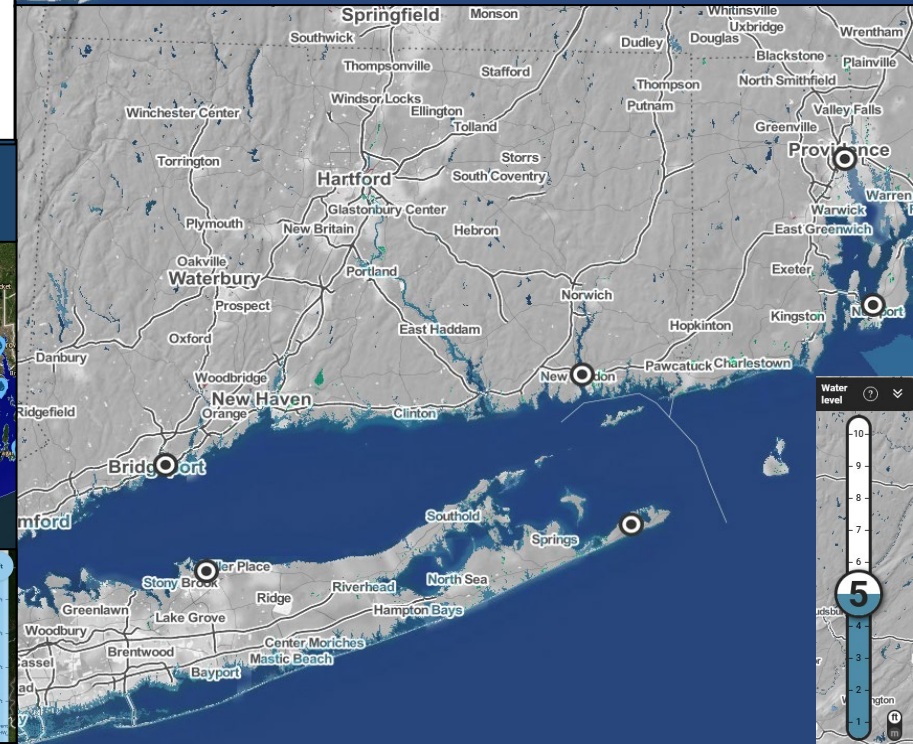 Springfield
Monson
Whitinsville
Uxbridge
Southwick
Dudley
Douglas
Wrentham
Blackstone
Thompsonville
Stafford
Plainville
North Smithfield
Thompson
Windsor Locks
Putnam
Winchester Center
Ellington
Valley Falls
Tolland
Greenville
Providence
Torrington
Storrs
Hartford
South Coventry
Warren
Glastonbury Center
Warwick
Plymouth
New Britain
Hebron
East Greenwich
Oakville
Portland
Exeter
Waterbury
Norwich
Prospect
Kingston
Newport
East Haddam
Hopkinton
Oxford
Danbury
Pawcatuck
Charlestown
Woodbridge
New London
New Haven
Ridgefield
Orange
Clinton
Bridgeport
mford
Southold
Springs
ller Place
Stony Brook
Riverhead
North Sea
Ridge
Greenlawn
Hampton Bays
Lake Grove
Woodbury
Center Moriches
Brentwood
Mastic Beach
assel
Bayport
ad
y
Water
level
?
10
9
8
7
6
5
4
3
2
1
ngton
ft
m